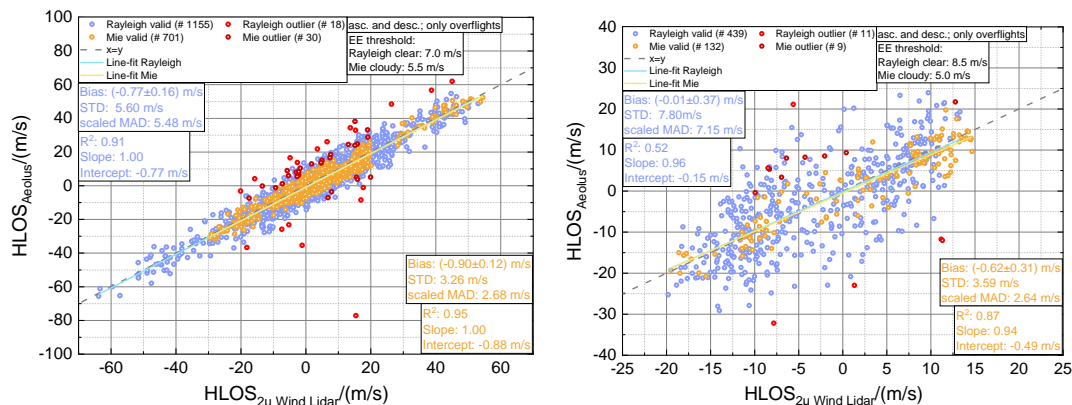 100
80
60
40
20
0
-20
-40
-60
-80
-100
-60
-40
-20
0
20
40
60
HLOS_Aeolus/(m/s)
HLOS_2µ Wind Lidar/(m/s)
Rayleigh valid (# 1155)
Rayleigh outlier (# 18)
Mie valid (# 701)
Mie outlier (# 30)
x=y
Line-fit Rayleigh
Line-fit Mie
asc. and desc.; only overflights
EE threshold:
Rayleigh clear: 7.0 m/s
Mie cloudy: 5.5 m/s
Bias: (-0.77±0.16) m/s
STD: 5.60 m/s
scaled MAD: 5.48 m/s
R²: 0.91
Slope: 1.00
Intercept: -0.77 m/s
Bias: (-0.90±0.12) m/s
STD: 3.26 m/s
scaled MAD: 2.68 m/s
R²: 0.95
Slope: 1.00
Intercept: -0.88 m/s
40
30
20
10
0
-10
-20
-30
-40
-25
-20
-15
-10
-5
0
5
10
15
20
25
HLOS_Aeolus/(m/s)
HLOS_2µ Wind Lidar/(m/s)
Rayleigh valid (# 439)
Rayleigh outlier (# 11)
Mie valid (# 132)
Mie outlier (# 9)
x=y
Line-fit Rayleigh
Line-fit Mie
asc. and desc.; only overflights
EE threshold:
Rayleigh clear: 8.5 m/s
Mie cloudy: 5.0 m/s
Bias: (-0.01±0.37) m/s
STD: 7.80m/s
scaled MAD: 7.15 m/s
R²: 0.52
Slope: 0.96
Intercept: -0.15 m/s
Bias: (-0.62±0.31) m/s
STD: 3.59 m/s
scaled MAD: 2.64 m/s
R²: 0.87
Slope: 0.94
Intercept: -0.49 m/s